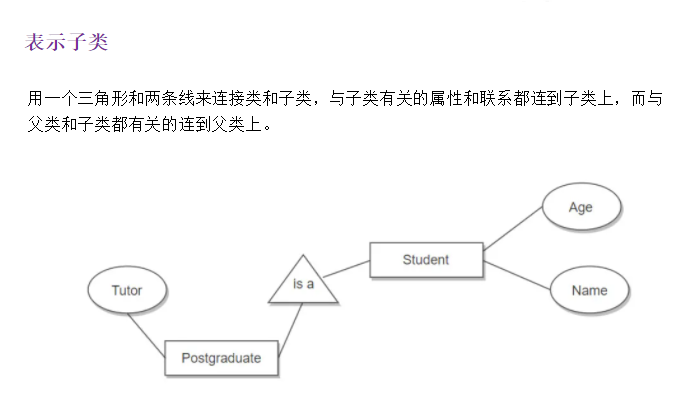 表示子类
用一个三角形和两条线来连接类和子类，与子类有关的属性和联系都连到子类上，而与
父类和子类都有关的连到父类上。
Age
Student
is a
Tutor
Name
Postgraduate